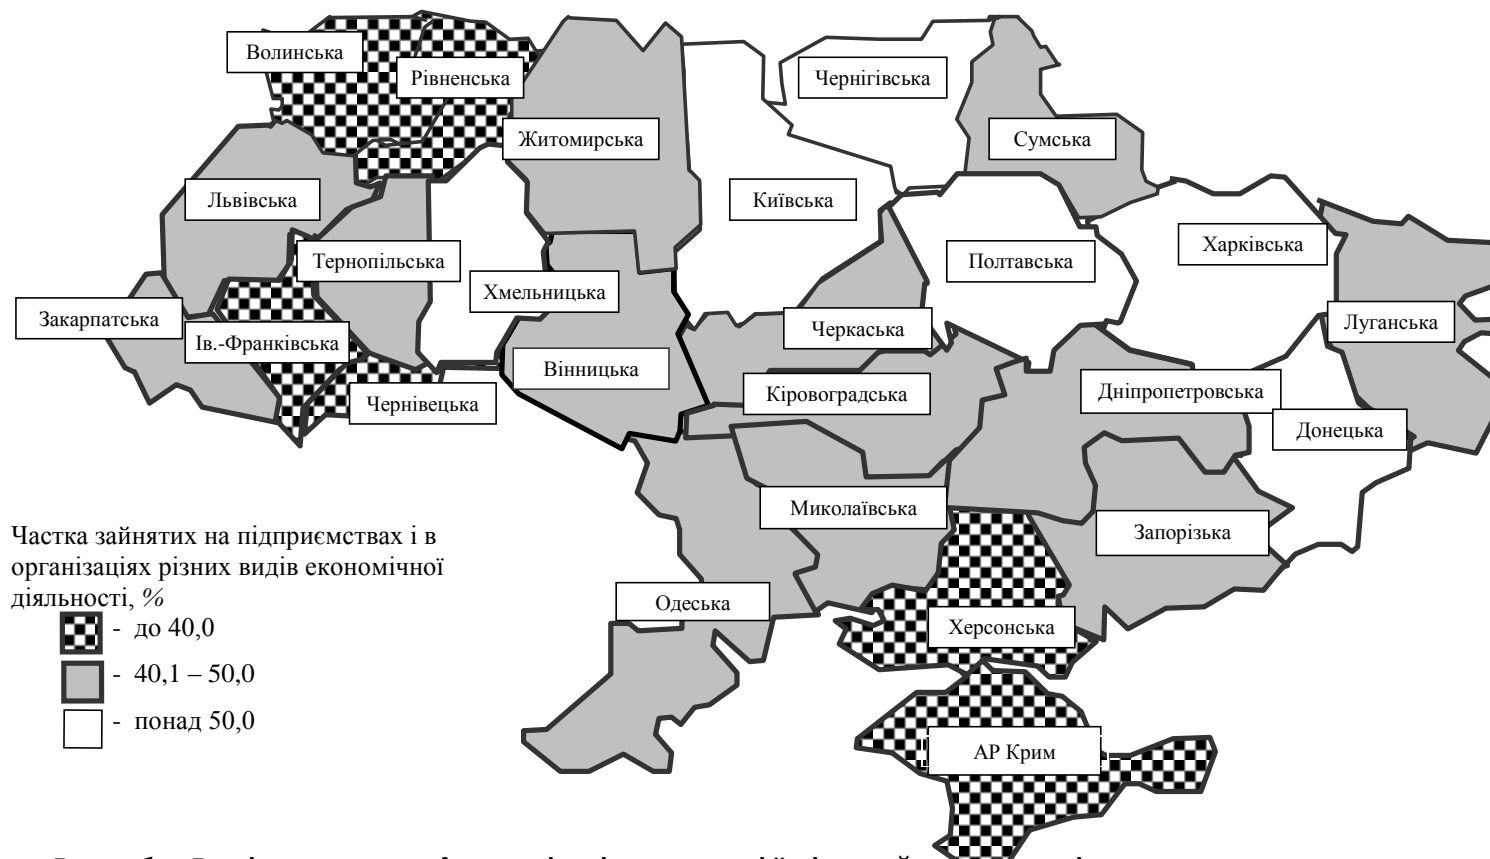 Волинська
Рівненська
Чернігівська
Житомирська
Сумська
Львівська
Київська
Тернопільська
Полтавська
Харківська
Хмельницька
Закарпатська
Ів.-Франківська
Черкаська
Луганська
Вінницька
Чернівецька
Кіровоградська
Дніпропетровська
Донецька
Миколаївська
Запорізька
Одеська
Херсонська
АР Крим
Частка зайнятих на підприємствах і в
організаціях різних видів економічної
діяльності, %
- до 40,0
- 40,1 – 50,0
- понад 50,0